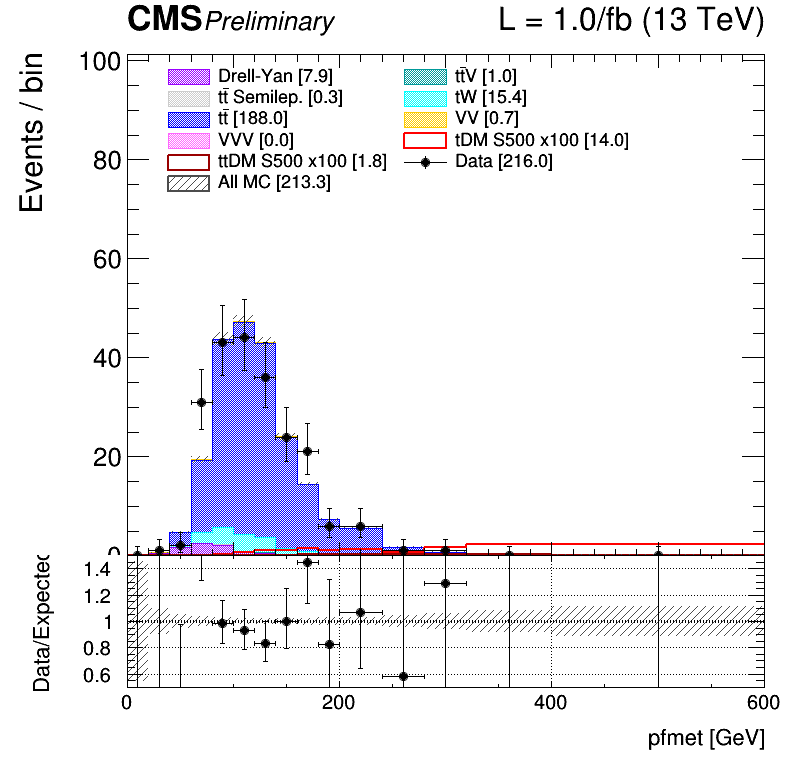 CMS Preliminary L = 1.0/fb (13 TeV)
Events / bin
100
80
60
40
20
0
Drell-Yan [7.9]
tt̄V [1.0]
tt̄ Semilep. [0.3]
tW [15.4]
tt̄ [188.0]
VV [0.7]
VVV [0.0]
tDM S500 x100 [14.0]
ttDM S500 x100 [1.8]
Data [216.0]
All MC [213.3]
Data/Expected
1.4
1.2
1
0.8
0.6
0 200 400 600
pfmet [GeV]